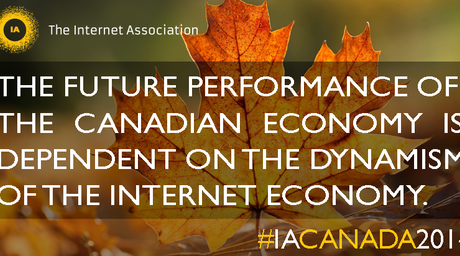 IA The Internet Association
THE FUTURE PERFORMANCE OF
THE CANADIAN ECONOMY IS
DEPENDENT ON THE DYNAMISM
OF THE INTERNET ECONOMY.
#IACANADA201